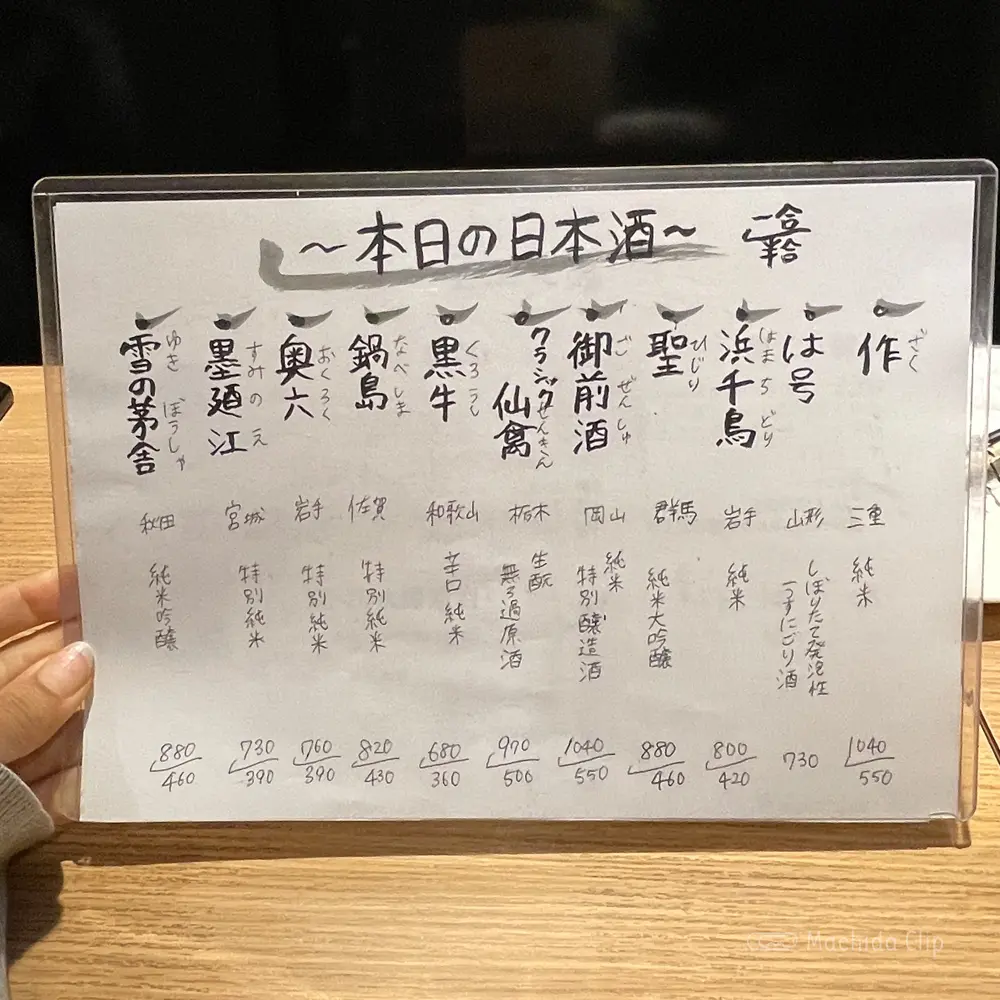 ～本日の日本酒～
一合
半合
作
ざく
三重
純米
1040
550
は号
山形
しぼりたて発泡性
うすにごり酒
730
浜千鳥
はまちどり
岩手
純米
800
420
聖
ひじり
群馬
純米大吟醸
880
460
御前酒
ごぜんしゅ
岡山
純米
特別醸造酒
1040
550
クラシック
仙禽
せんきん
栃木
生酛
無ろ過原酒
970
500
黒牛
くろうし
和歌山
辛口 純米
680
360
鍋島
なべしま
佐賀
特別純米
820
430
奥六
おくろく
岩手
特別純米
760
390
墨廼江
すみのえ
宮城
特別純米
730
390
雪の茅舎
ゆき ぼうしゃ
秋田
純米吟醸
880
460
Machida Clip